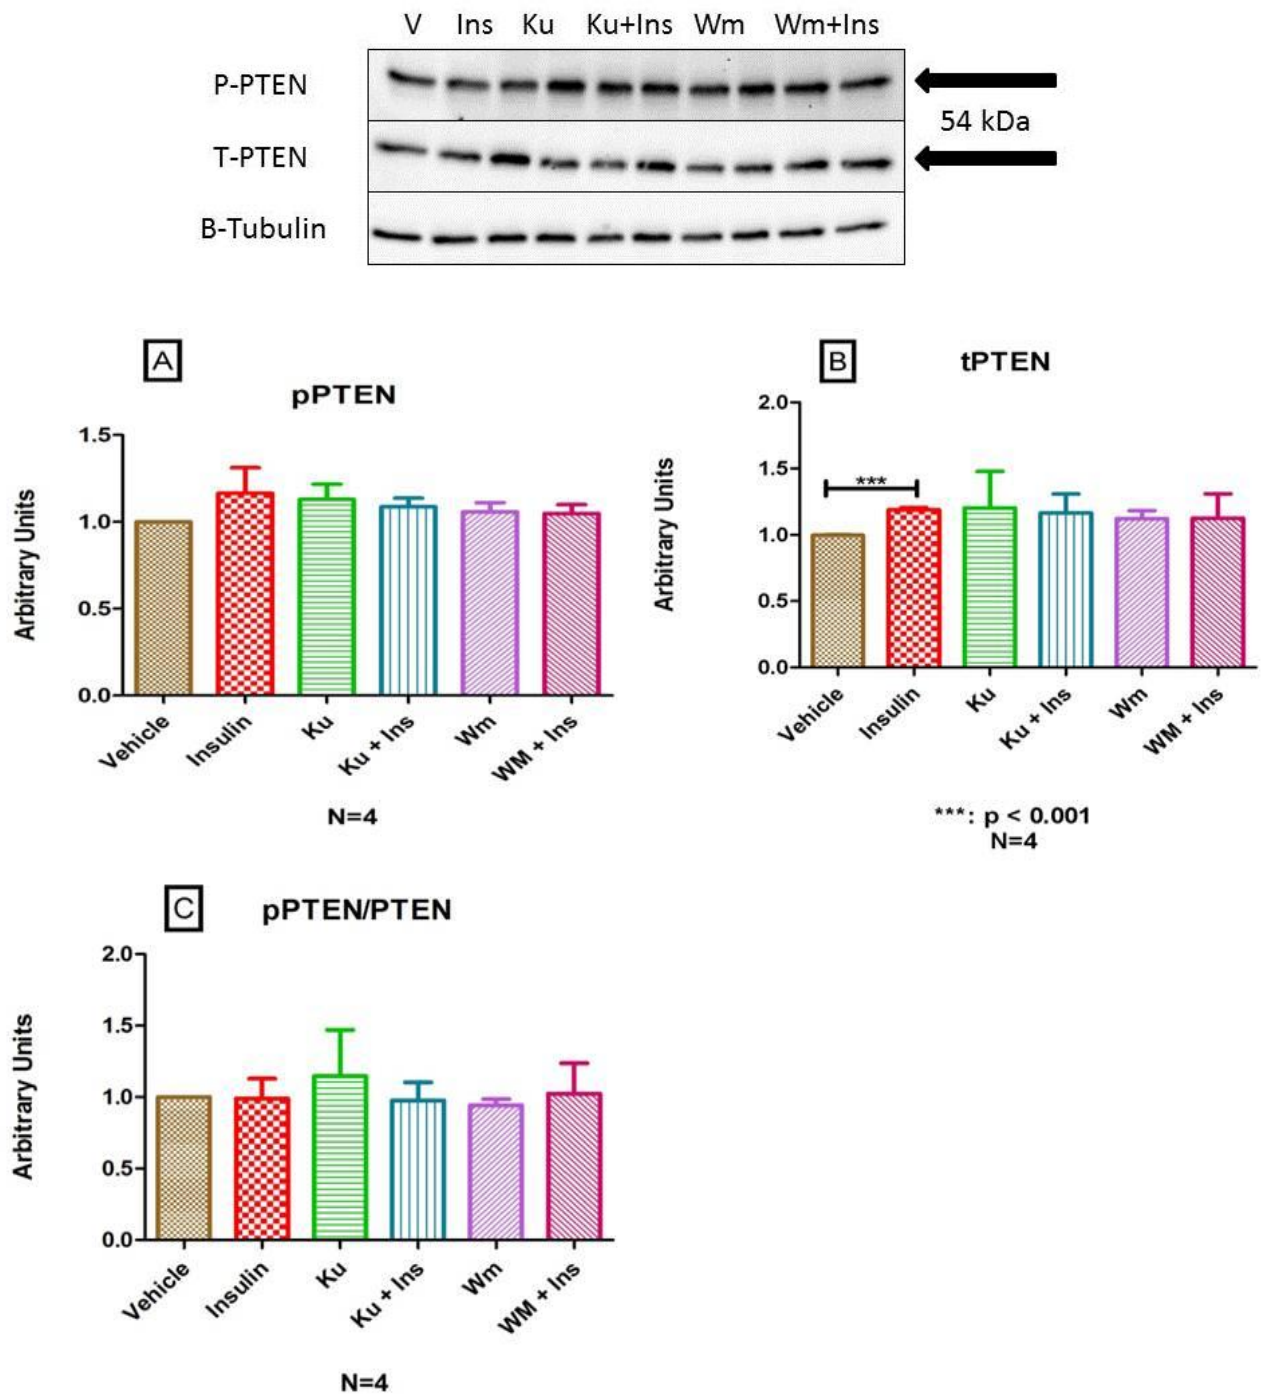 V Ins Ku Ku+Ins Wm Wm+Ins
P-PTEN
54 kDa
T-PTEN
B-Tubulin
A
pPTEN
1.5
1.0
0.5
0.0
Arbitrary Units
Vehicle
Insulin
Ku
Ku + Ins
Wm
WM + Ins
N=4
B
tPTEN
2.0
1.5
1.0
0.5
0.0
Arbitrary Units
***
Vehicle
Insulin
Ku
Ku + Ins
Wm
WM + Ins
***: p < 0.001
N=4
C
pPTEN/PTEN
2.0
1.5
1.0
0.5
0.0
Arbitrary Units
Vehicle
Insulin
Ku
Ku + Ins
Wm
WM + Ins
N=4